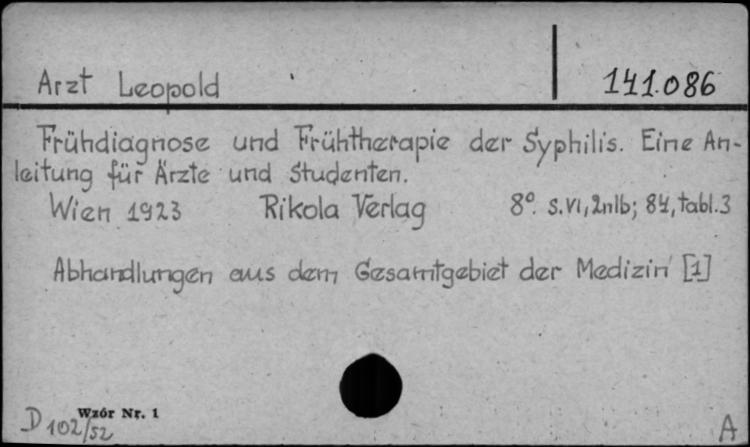 Arzt Leopold 141.086
Frühdiagnose und Frühtherapie der Syphilis. Eine An-
leitung für Ärzte und Studenten.
Wien 1923 Rikola Verlag 8º. s. VI, 2nlb; 84, tabl. 3
Abhandlungen aus dem Gesamtgebiet der Medizin [1]
Wzór Nr. 1
D 102/52 A